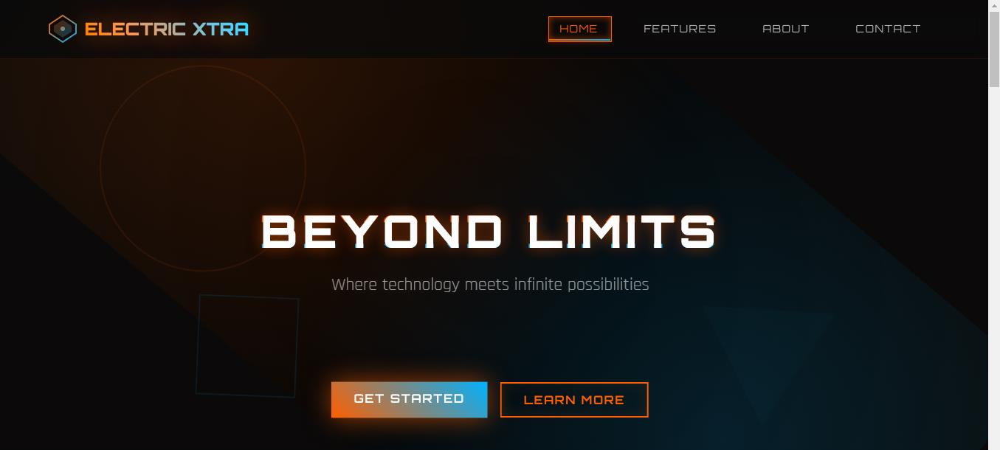 ELECTRIC XTRA
HOME FEATURES ABOUT CONTACT
BEYOND LIMITS
Where technology meets infinite possibilities
GET STARTED LEARN MORE